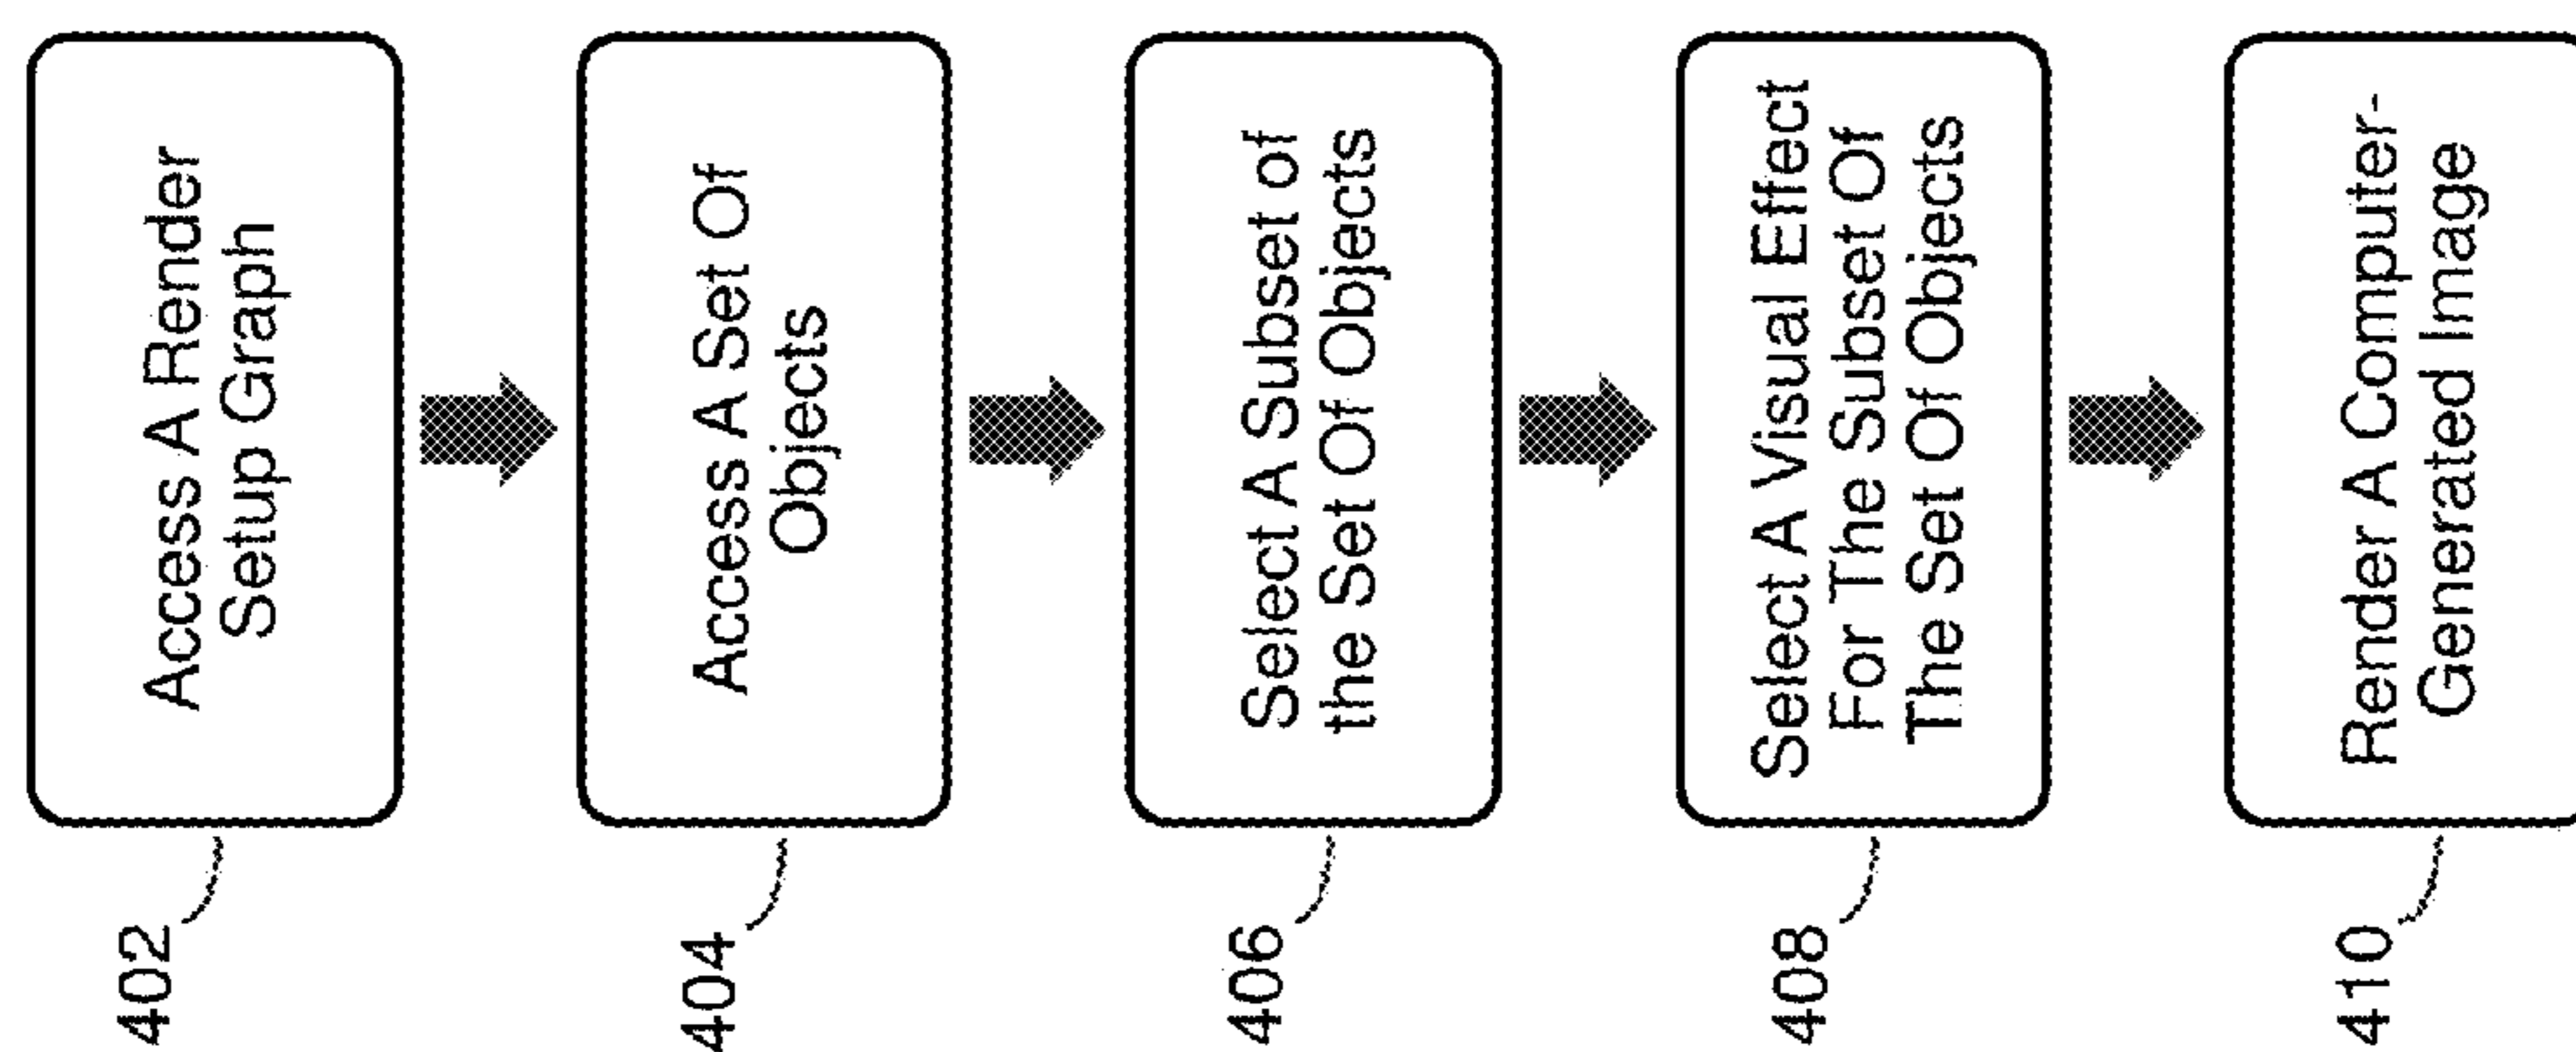 402
Access A Render
Setup Graph
404
Access A Set Of
Objects
406
Select A Subset of
the Set Of Objects
408
Select A Visual Effect
For The Subset Of
The Set Of Objects
410
Render A Computer-
Generated Image